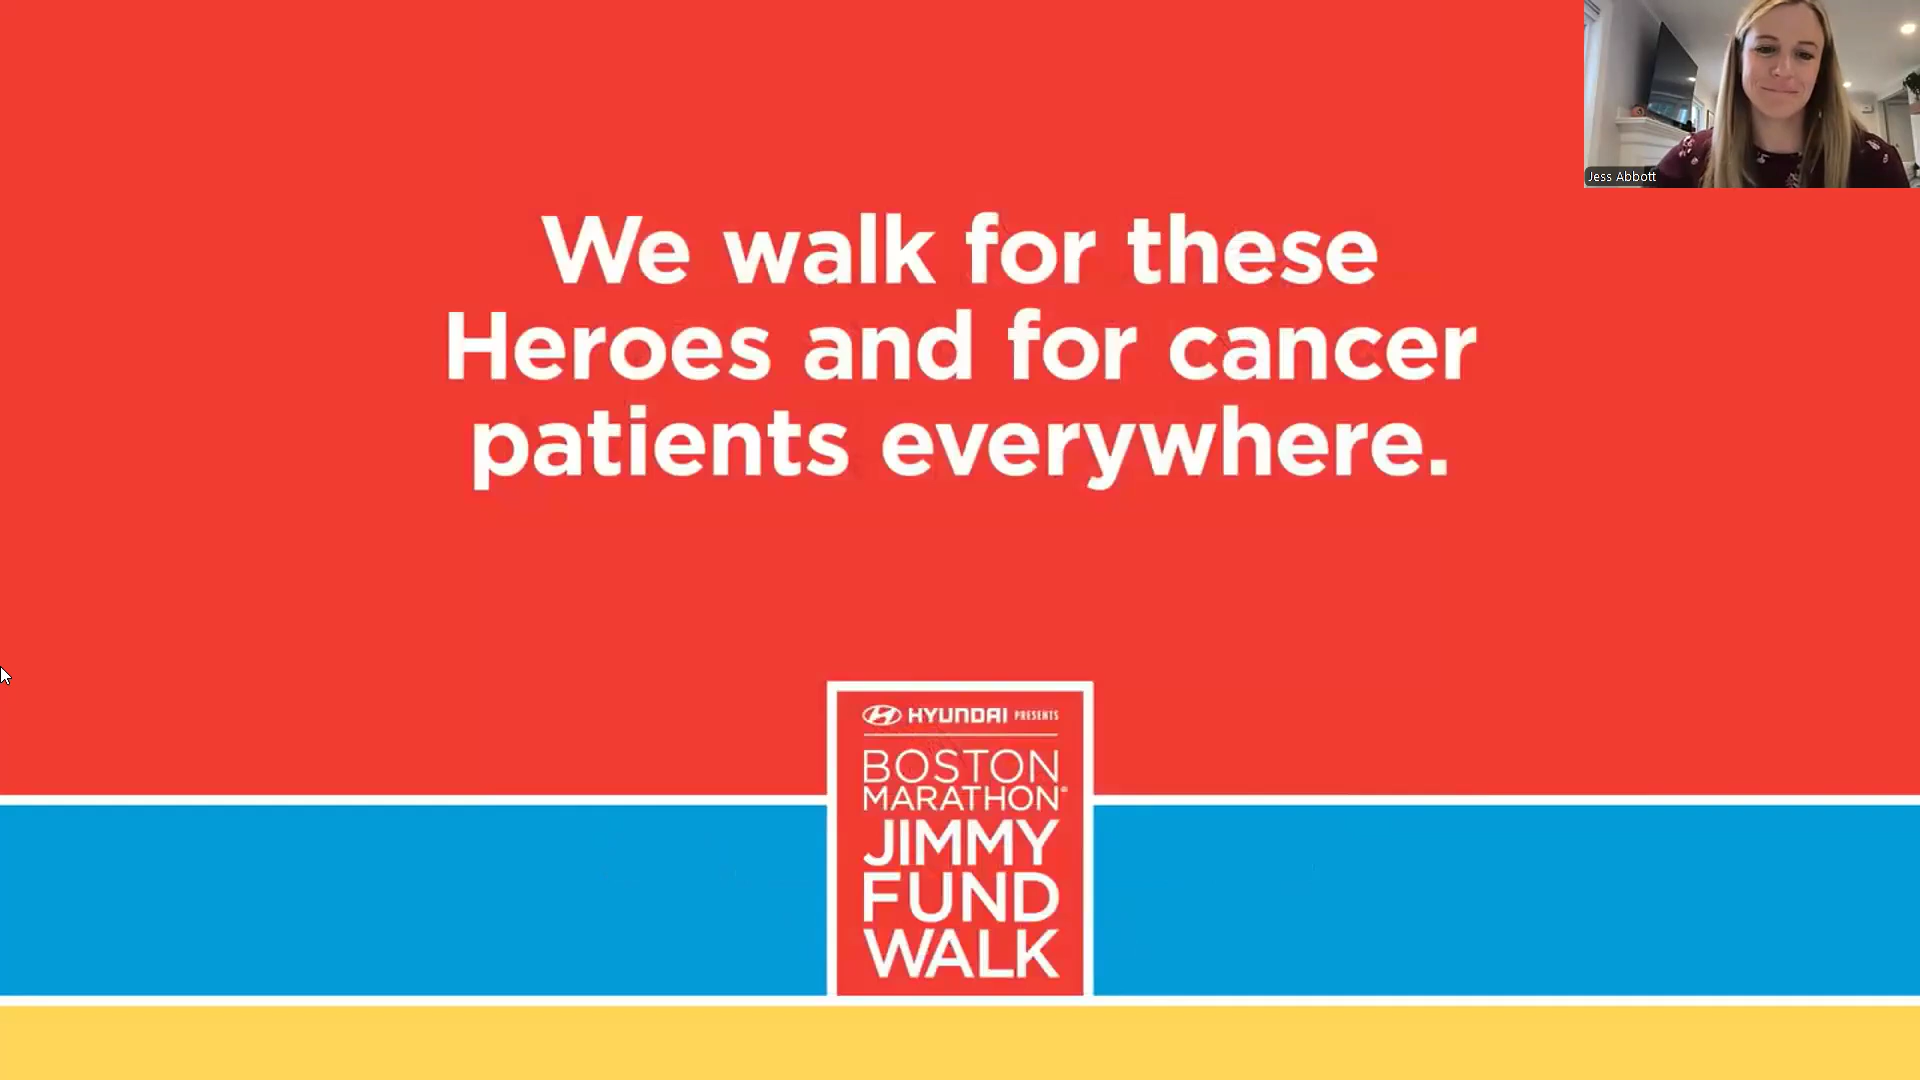 Jess Abbott
We walk for these
Heroes and for cancer
patients everywhere.
HYUNDAI PRESENTS
BOSTON
MARATHON®
JIMMY
FUND
WALK